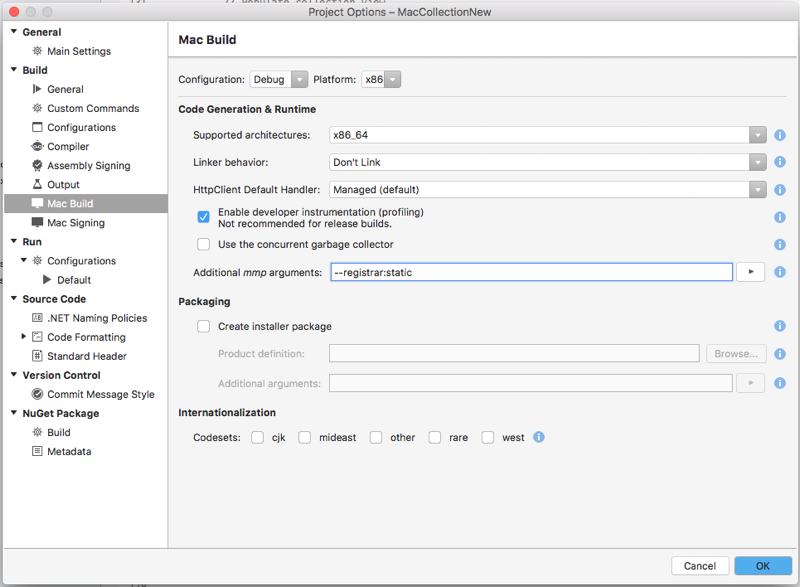 // Populate collection view
Project Options – MacCollectionNew
General
Main Settings
Build
General
Custom Commands
Configurations
Compiler
Assembly Signing
Output
Mac Build
Mac Signing
Run
Configurations
Default
Source Code
.NET Naming Policies
Code Formatting
Standard Header
Version Control
Commit Message Style
NuGet Package
Build
Metadata
Mac Build
Configuration: Debug Platform: x86
Code Generation & Runtime
Supported architectures: x86_64
Linker behavior: Don't Link
HttpClient Default Handler: Managed (default)
Enable developer instrumentation (profiling)
Not recommended for release builds.
Use the concurrent garbage collector
Additional mmp arguments: --registrar:static
Packaging
Create installer package
Product definition: Browse...
Additional arguments:
Internationalization
Codesets: cjk mideast other rare west
Cancel OK